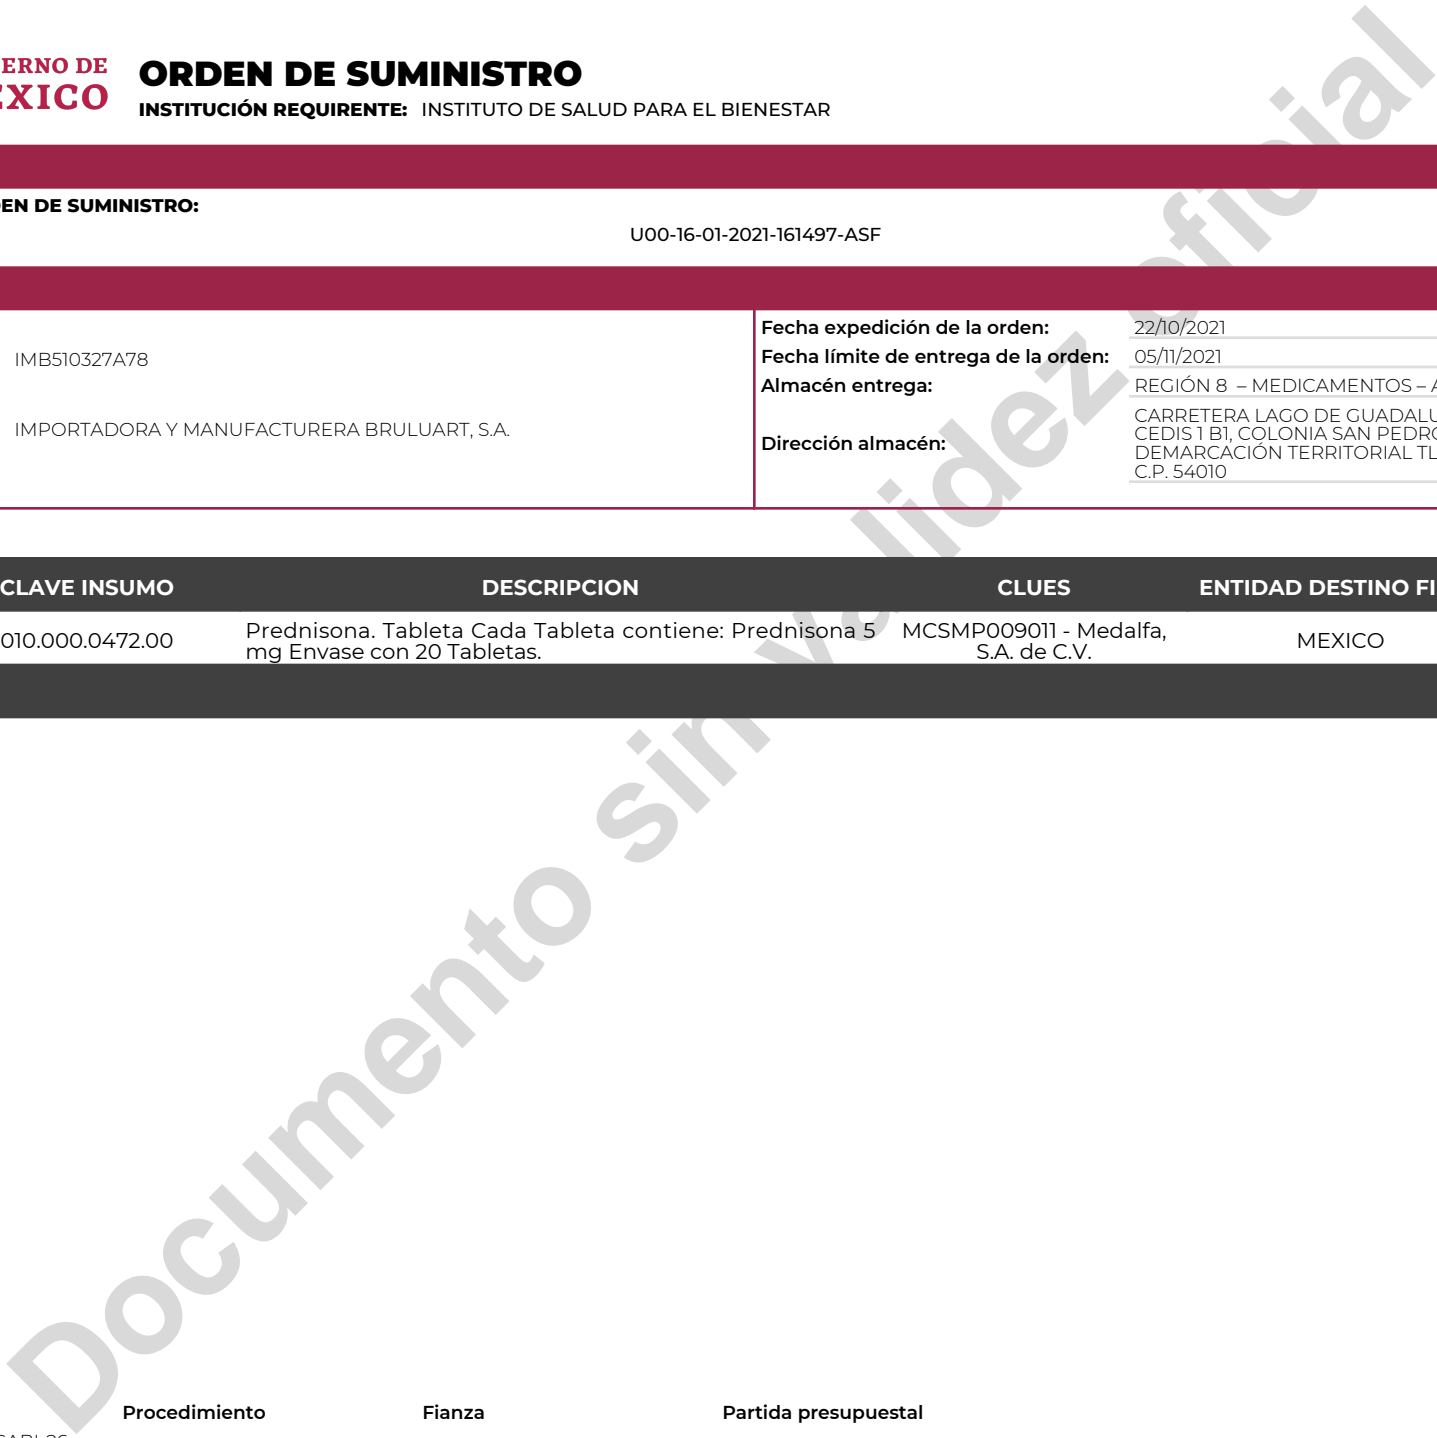 ERNO DE
EXICO
ORDEN DE SUMINISTRO
INSTITUCIÓN REQUIRENTE: INSTITUTO DE SALUD PARA EL BIENESTAR
EN DE SUMINISTRO:
U00-16-01-2021-161497-ASF
IMB510327A78
IMPORTADORA Y MANUFACTURERA BRULUART, S.A.
Fecha expedición de la orden: 22/10/2021
Fecha límite de entrega de la orden: 05/11/2021
Almacén entrega: REGIÓN 8 – MEDICAMENTOS – A
Dirección almacén:
CARRETERA LAGO DE GUADALU
CEDIS 1 B1, COLONIA SAN PEDRO
DEMARCACIÓN TERRITORIAL TL
C.P. 54010
CLAVE INSUMO DESCRIPCION CLUES ENTIDAD DESTINO FI
010.000.0472.00
Prednisona. Tableta Cada Tableta contiene: Prednisona 5
mg Envase con 20 Tabletas.
MCSMP009011 - Medalfa,
S.A. de C.V.
MEXICO
Documento sin validez oficial
Procedimiento Fianza Partida presupuestal